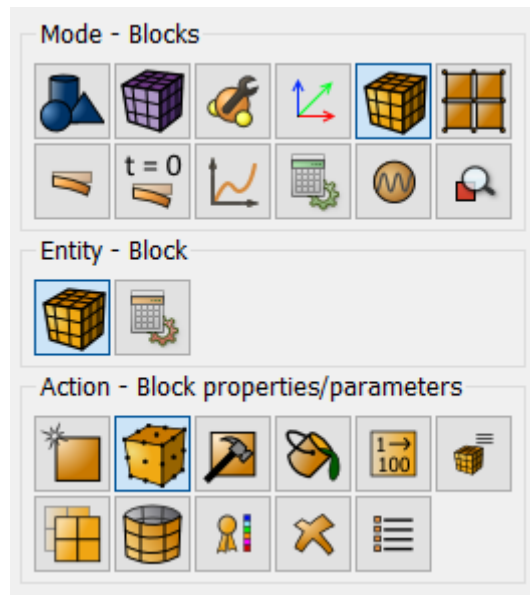 Mode - Blocks
t = 0
Entity - Block
Action - Block properties/parameters
1→
100